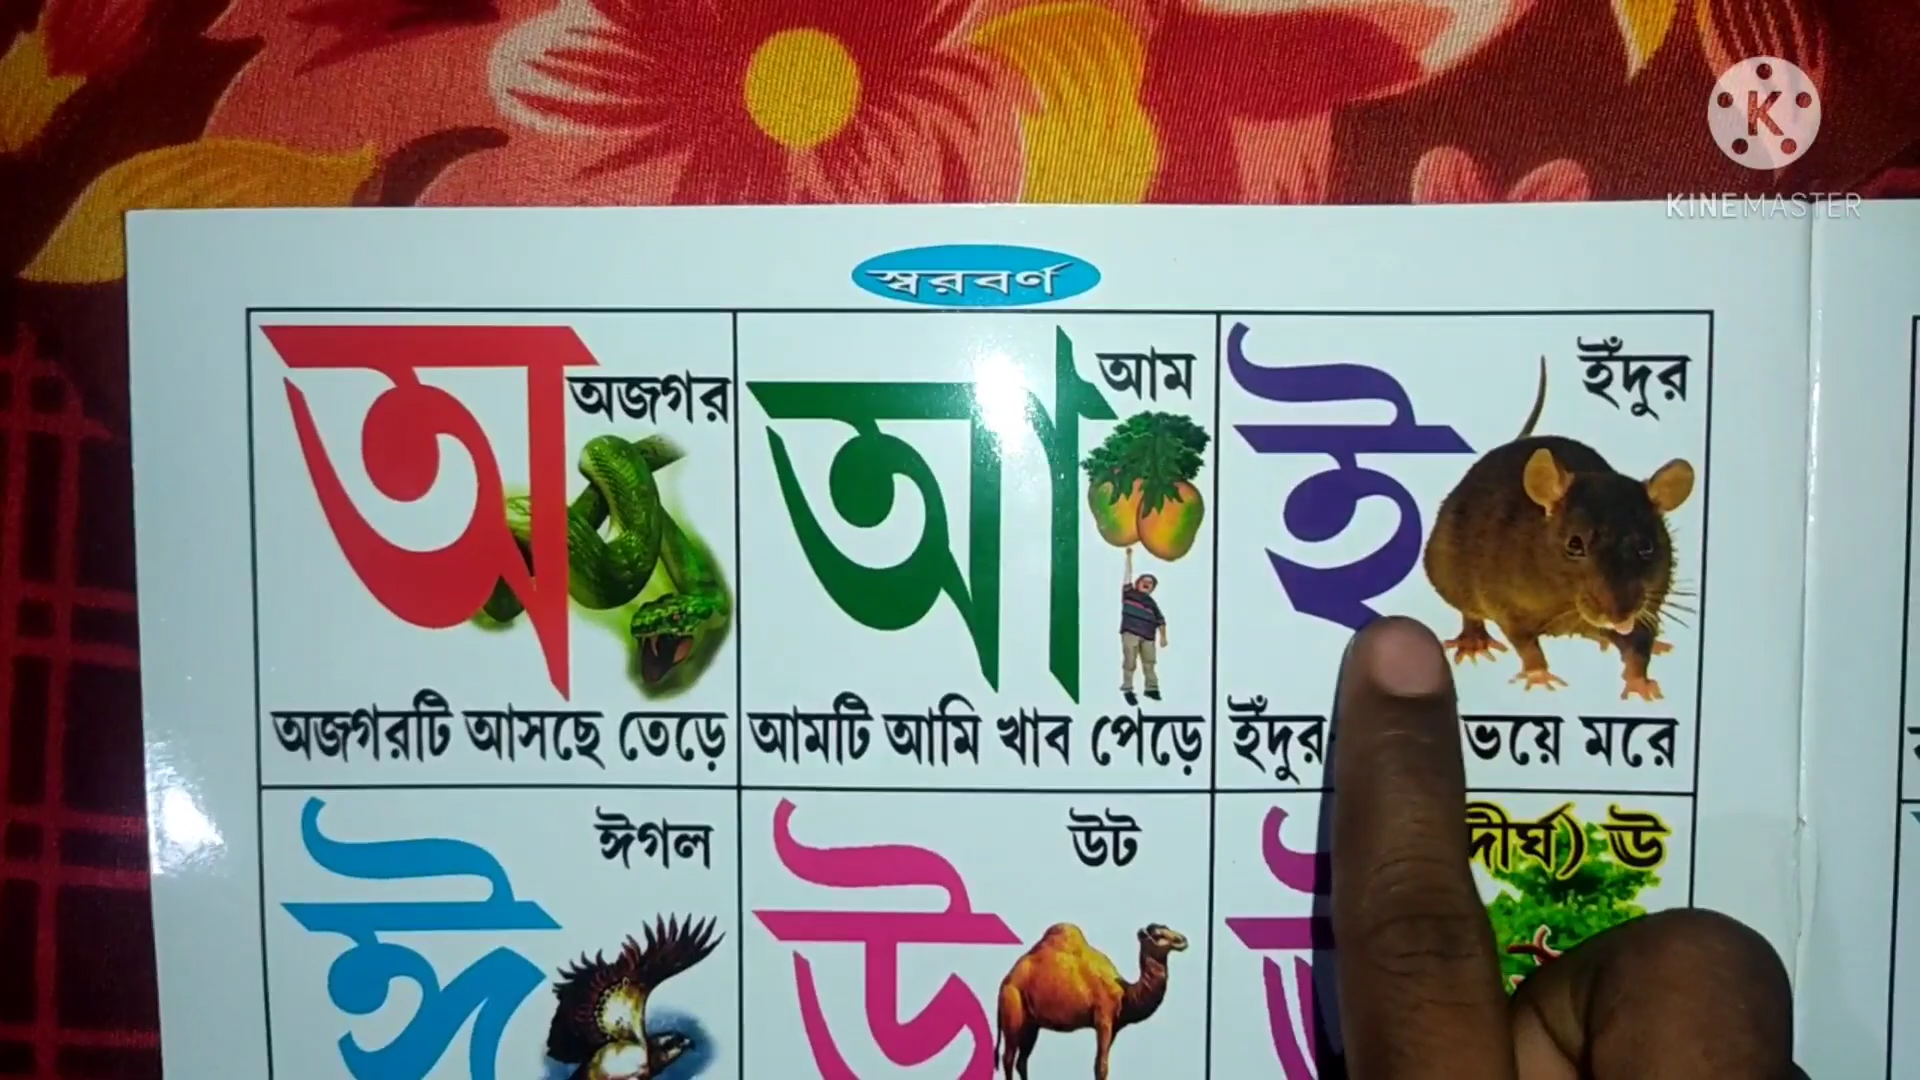 K
KINEMASTER
স্বরবর্ণ
অ
অজগর
অজগরটি আসছে তেড়ে
আ
আম
আমটি আমি খাব পেড়ে
ই
ইঁদুর
ইঁদুর ভয়ে মরে
ঈ
ঈগল
উ
উট
দীর্ঘ) ঊ